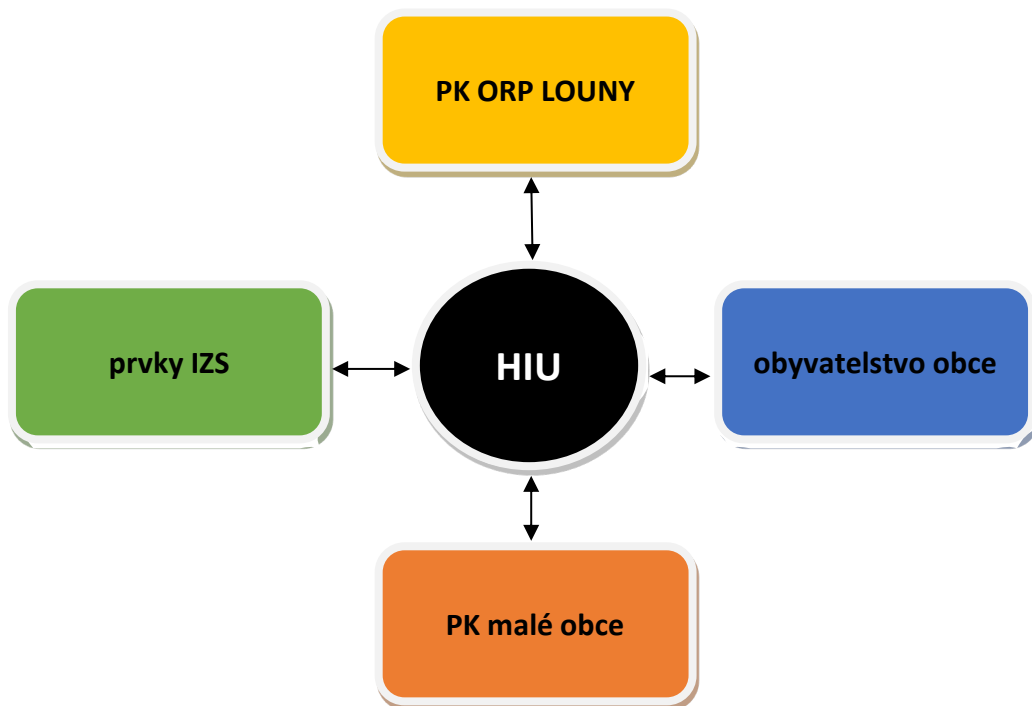 PK ORP LOUNY
prvky IZS
HIU
obyvatelstvo obce
PK malé obce